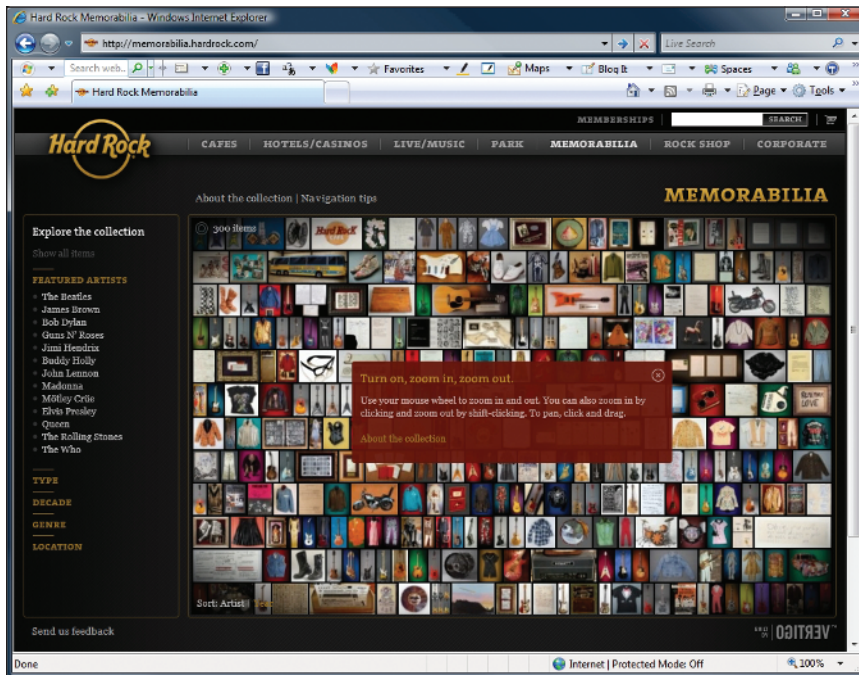 Hard Rock Memorabilia - Windows Internet Explorer
http://memorabilia.hardrock.com/
Live Search
Search web...
Favorites
Maps
Blog It
Spaces
Hard Rock Memorabilia
Page
Tools
MEMBERSHIPS
SEARCH
Hard Rock
CAFES
HOTELS/CASINOS
LIVE/MUSIC
PARK
MEMORABILIA
ROCK SHOP
CORPORATE
About the collection | Navigation tips
MEMORABILIA
Explore the collection
Show all items
FEATURED ARTISTS
The Beatles
James Brown
Bob Dylan
Guns N' Roses
Jimi Hendrix
Buddy Holly
John Lennon
Madonna
Mötley Crüe
Elvis Presley
Queen
The Rolling Stones
The Who
TYPE
DECADE
GENRE
LOCATION
300 items
Hard Rock
Turn on, zoom in, zoom out.
Use your mouse wheel to zoom in and out. You can also zoom in by
clicking and zoom out by shift-clicking. To pan, click and drag.
About the collection
Sort: Artist | Year
Send us feedback
VERTIGO
Done
Internet | Protected Mode: Off
100%